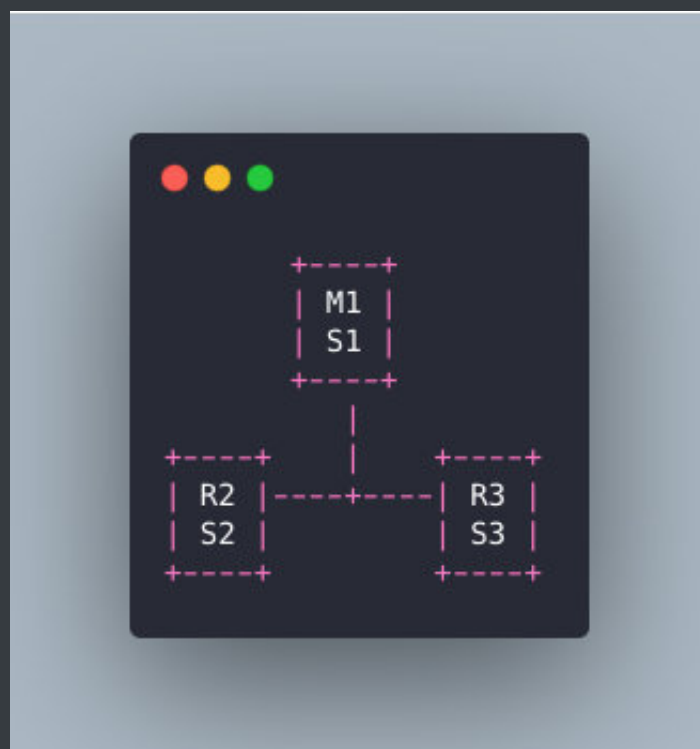 +----+
| M1 |
| S1 |
+----+
|
+----+ | +----+
| R2 |----+----| R3 |
| S2 | | S3 |
+----+ +----+